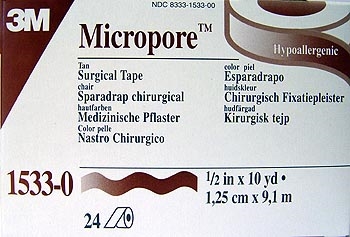 NDC 8333-1533-00
3M
Micropore™
Hypoallergenic
Tan
Surgical Tape
chair
Sparadrap chirurgical
hautfarben
Medizinische Pflaster
Color pelle
Nastro Chirurgico
color piel
Esparadrapo
huidskleur
Chirurgisch Fixatiepleister
hudfärgad
Kirurgisk tejp
1533-0
1/2 in x 10 yd •
1,25 cm x 9,1 m
24